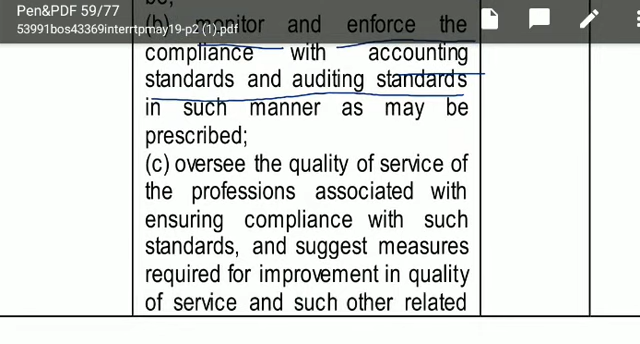 Pen&PDF 59/77
53991bos43369interrtpmay19-p2 (1).pdf
be;
(b) monitor and enforce the
compliance with accounting
standards and auditing standards
in such manner as may be
prescribed;
(c) oversee the quality of service of
the professions associated with
ensuring compliance with such
standards, and suggest measures
required for improvement in quality
of service and such other related